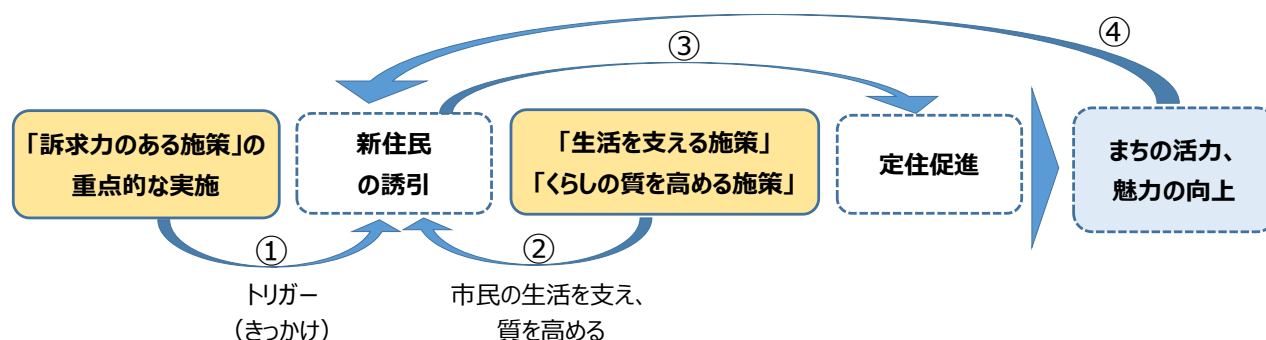 ④
③
「訴求力のある施策」の
重点的な実施
新住民
の誘引
「生活を支える施策」
「くらしの質を高める施策」
定住促進
まちの活力、
魅力の向上
①
②
トリガー
(きっかけ)
市民の生活を支え、
質を高める